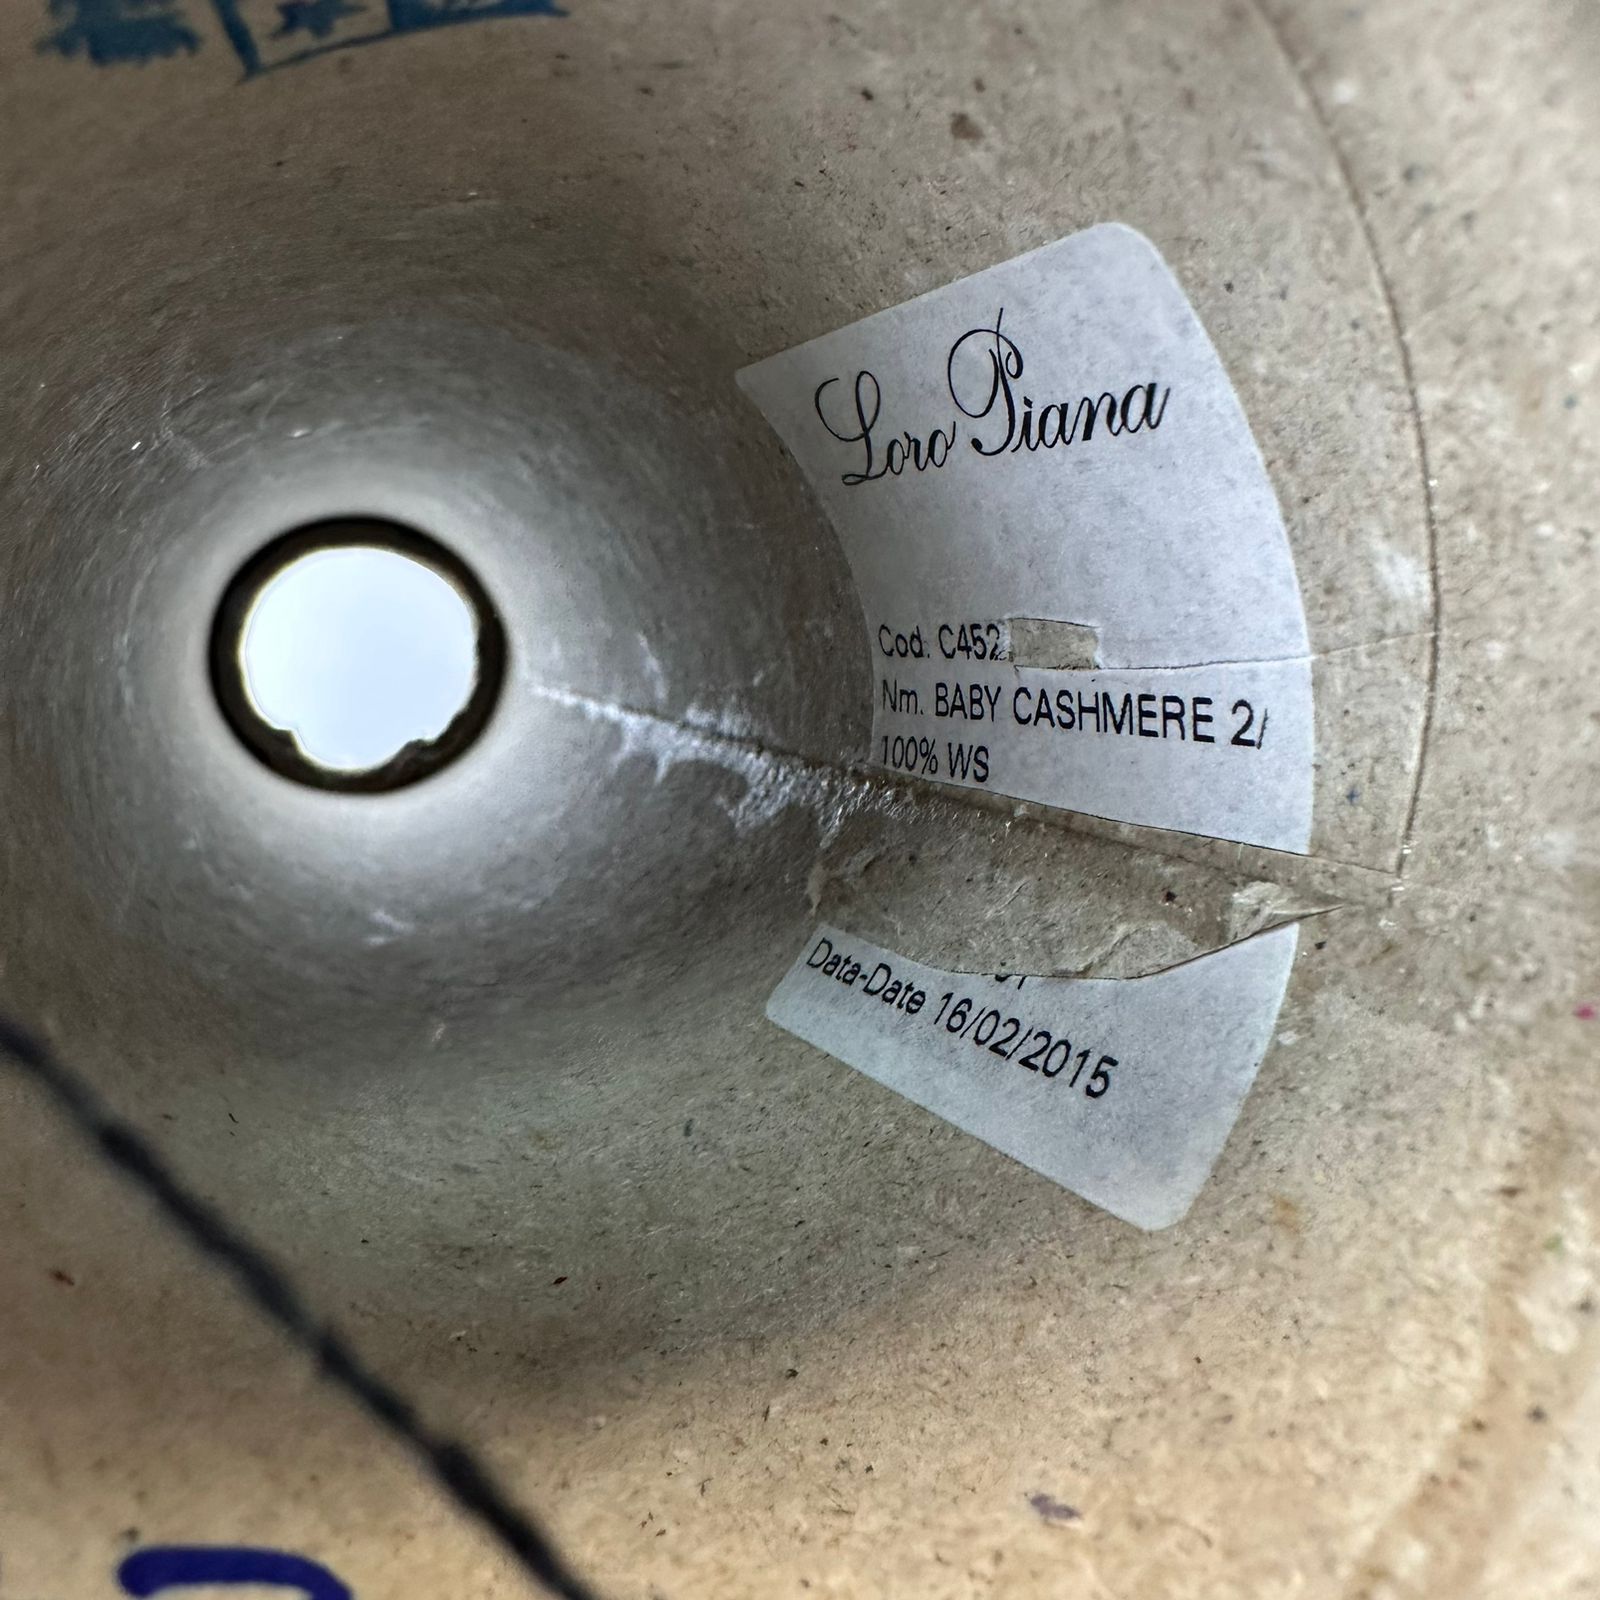 Loro Piana
Cod. C452
Nm. BABY CASHMERE 2/
100% WS
Data-Date 16/02/2015